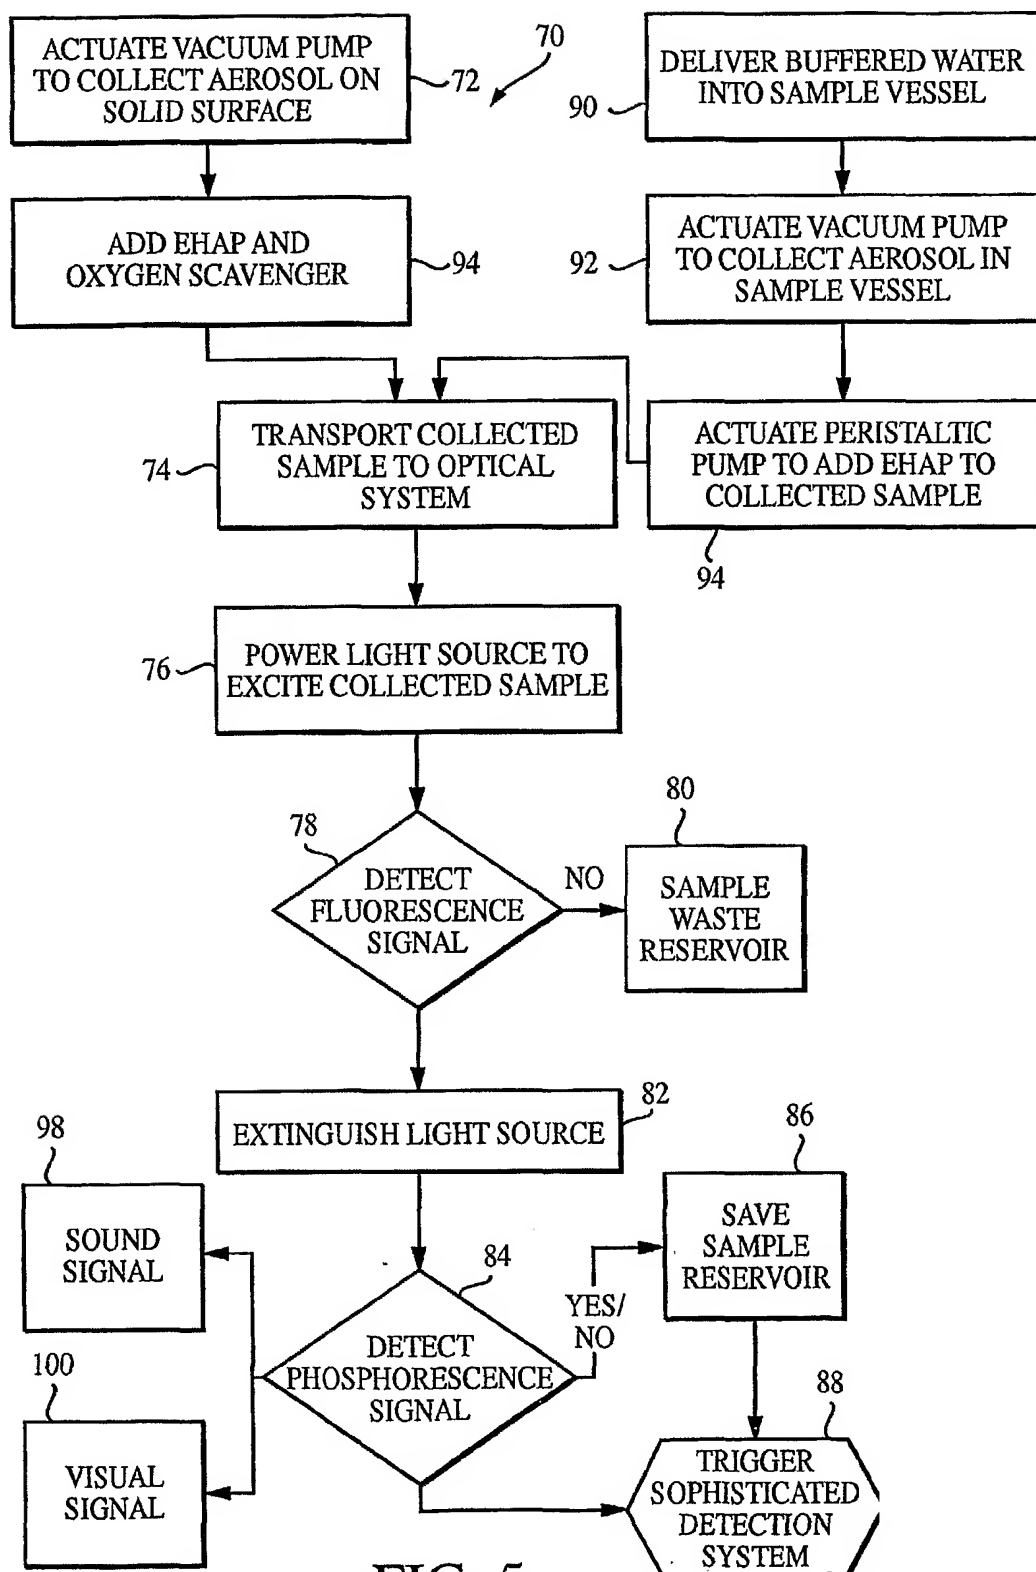 ACTUATE VACUUM PUMP
TO COLLECT AEROSOL ON
SOLID SURFACE
72
70
DELIVER BUFFERED WATER
INTO SAMPLE VESSEL
90
ADD EHAP AND
OXYGEN SCAVENGER
94
ACTUATE VACUUM PUMP
TO COLLECT AEROSOL IN
SAMPLE VESSEL
92
TRANSPORT COLLECTED
SAMPLE TO OPTICAL
SYSTEM
74
ACTUATE PERISTALTIC
PUMP TO ADD EHAP TO
COLLECTED SAMPLE
94
POWER LIGHT SOURCE TO
EXCITE COLLECTED SAMPLE
76
78
DETECT
FLUORESCENCE
SIGNAL
NO
80
SAMPLE
WASTE
RESERVOIR
EXTINGUISH LIGHT SOURCE
82
98
SOUND
SIGNAL
84
DETECT
PHOSPHORESCENCE
SIGNAL
YES/
NO
86
SAVE
SAMPLE
RESERVOIR
100
VISUAL
SIGNAL
88
TRIGGER
SOPHISTICATED
DETECTION
SYSTEM
FIG. 5